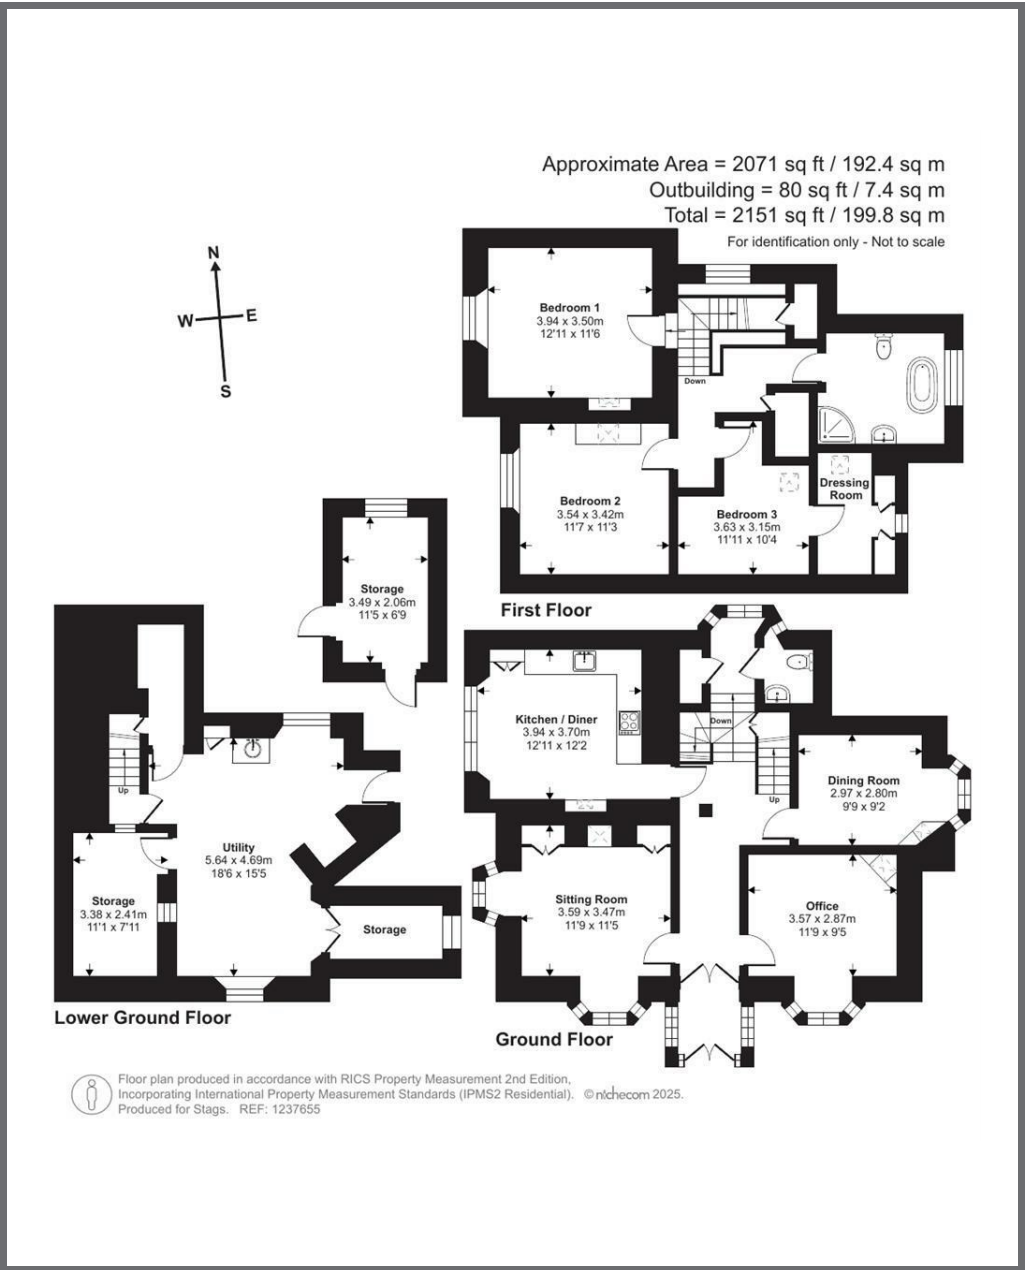 Approximate Area = 2071 sq ft / 192.4 sq m
Outbuilding = 80 sq ft / 7.4 sq m
Total = 2151 sq ft / 199.8 sq m
For identification only - Not to scale
N
W
E
S
Bedroom 1
3.94 x 3.50m
12'11 x 11'6
Down
Bedroom 2
3.54 x 3.42m
11'7 x 11'3
Bedroom 3
3.63 x 3.15m
11'11 x 10'4
Dressing
Room
First Floor
Storage
3.49 x 2.06m
11'5 x 6'9
Up
Utility
5.64 x 4.69m
18'6 x 15'5
Storage
3.38 x 2.41m
11'1 x 7'11
Storage
Lower Ground Floor
Kitchen / Diner
3.94 x 3.70m
12'11 x 12'2
Down
Up
Dining Room
2.97 x 2.80m
9'9 x 9'2
Sitting Room
3.59 x 3.47m
11'9 x 11'5
Office
3.57 x 2.87m
11'9 x 9'5
Ground Floor
Floor plan produced in accordance with RICS Property Measurement 2nd Edition,
Incorporating International Property Measurement Standards (IPMS2 Residential). © nichecom 2025.
Produced for Stags. REF: 1237655